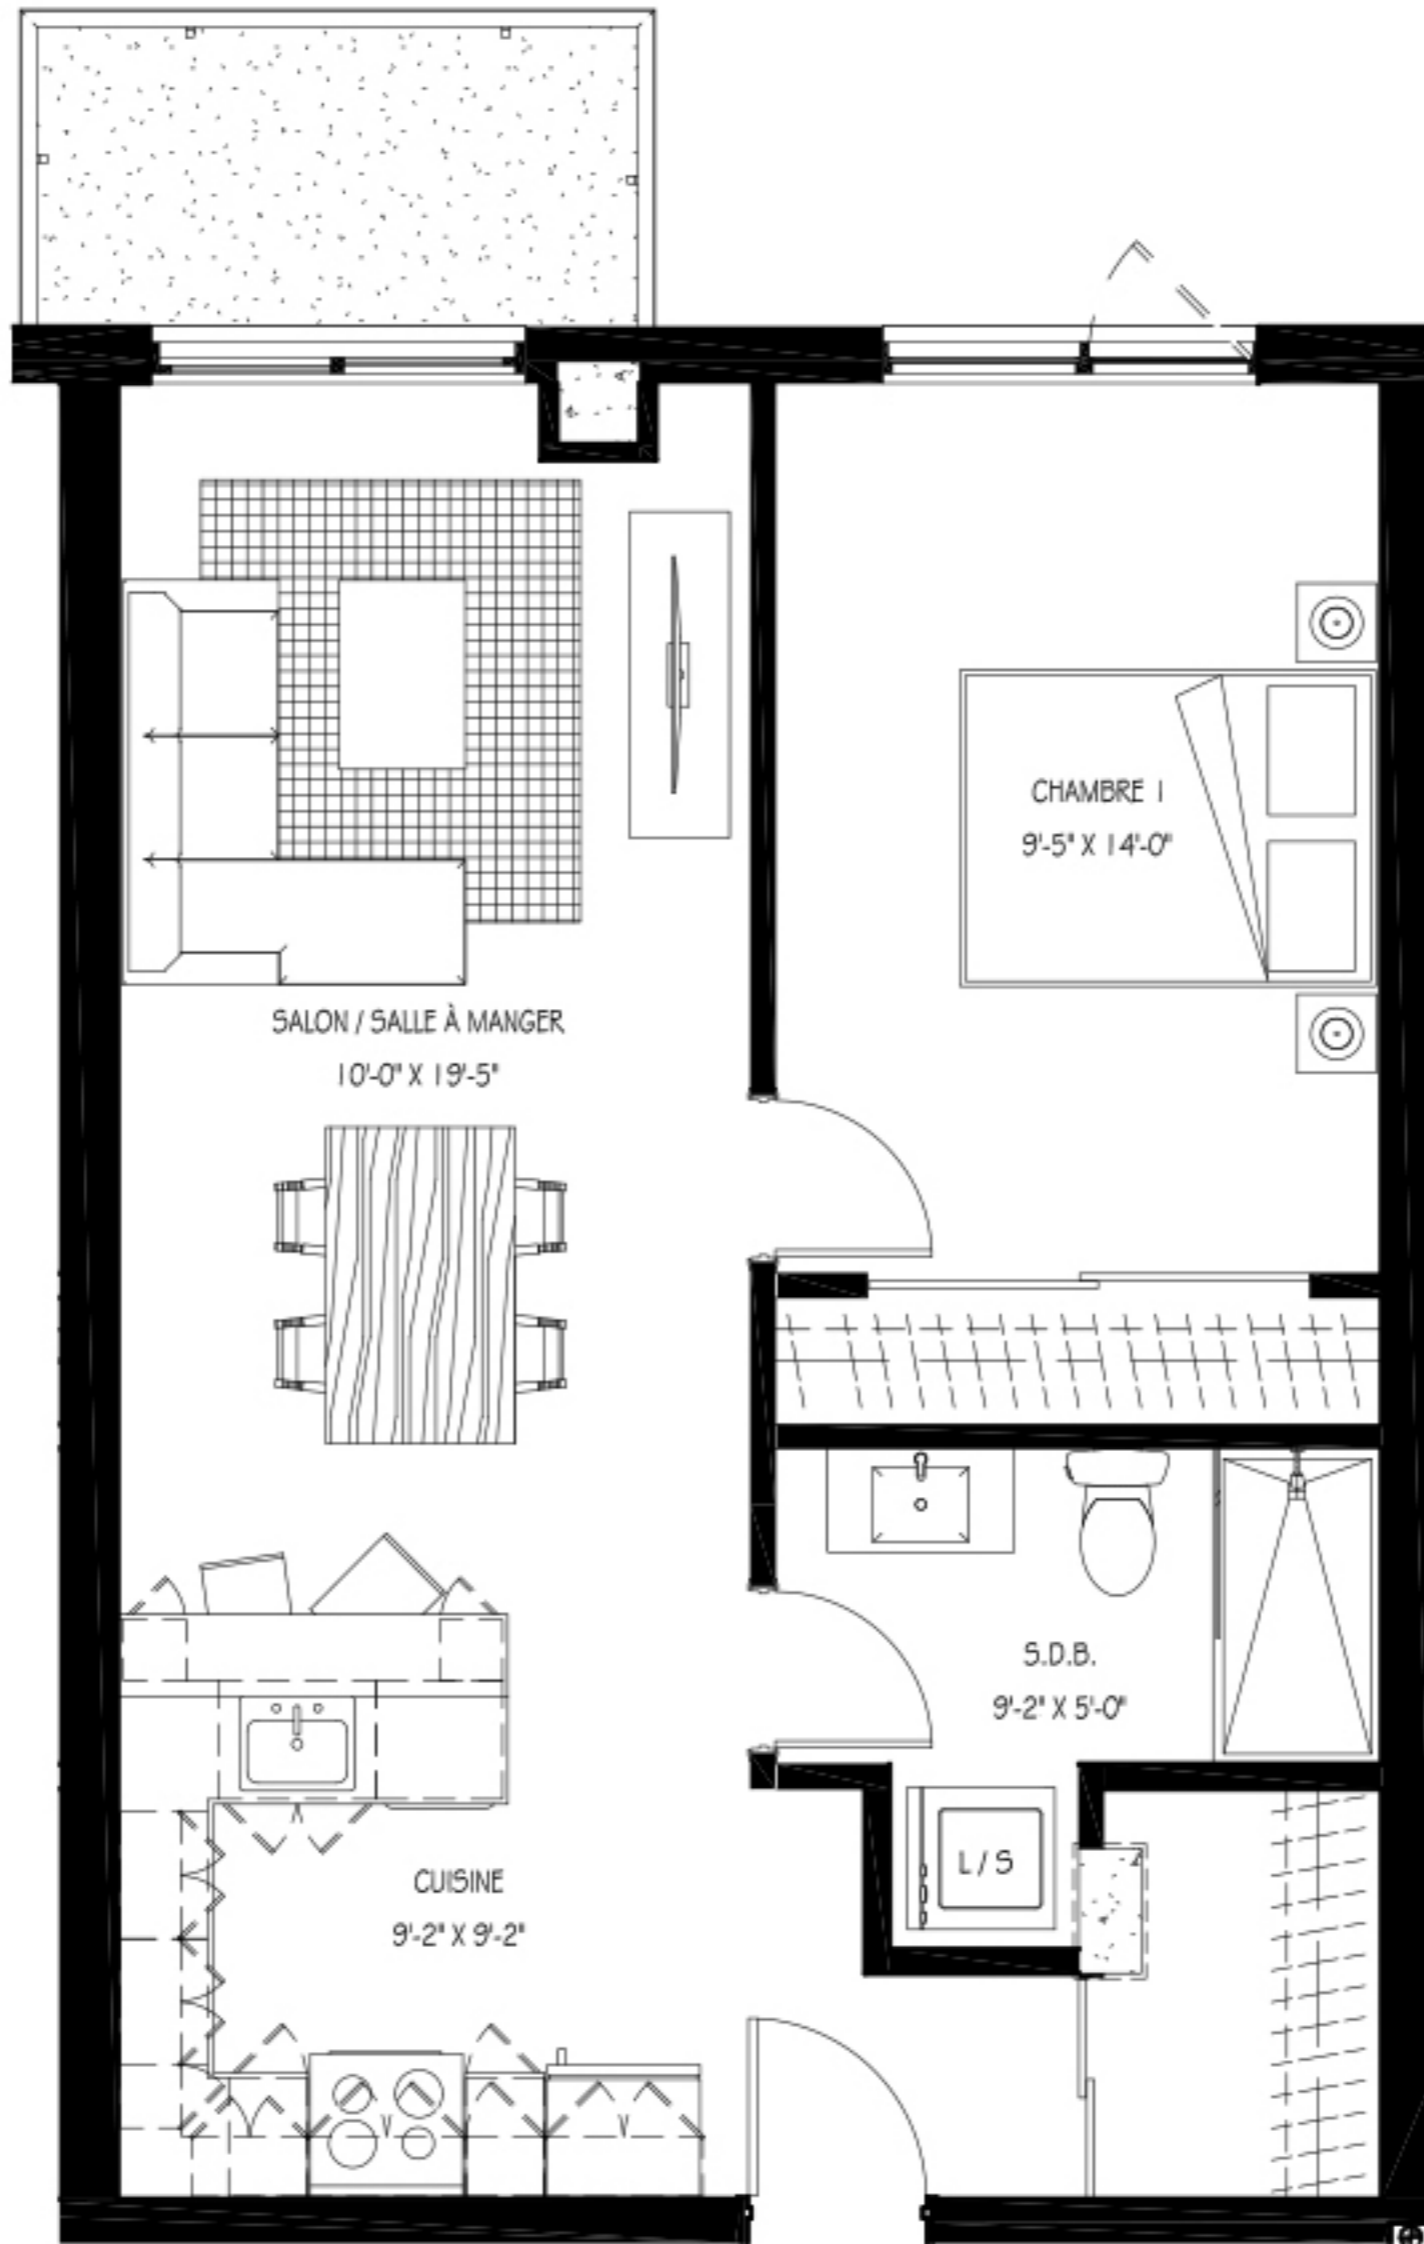 CHAMBRE 1
9'-5" X 14'-0"
SALON / SALLE À MANGER
10'-0" X 19'-5"
S.D.B.
9'-2" X 5'-0"
L / S
CUISINE
9'-2" X 9'-2"